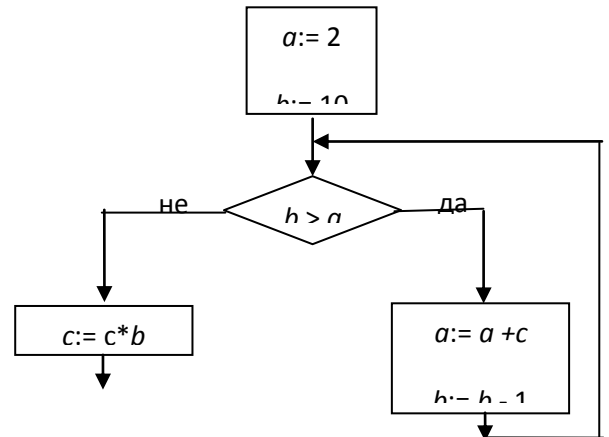 a:= 2
b:= 10
b > a
не
да
c:= c*b
a:= a +c
b:= b - 1